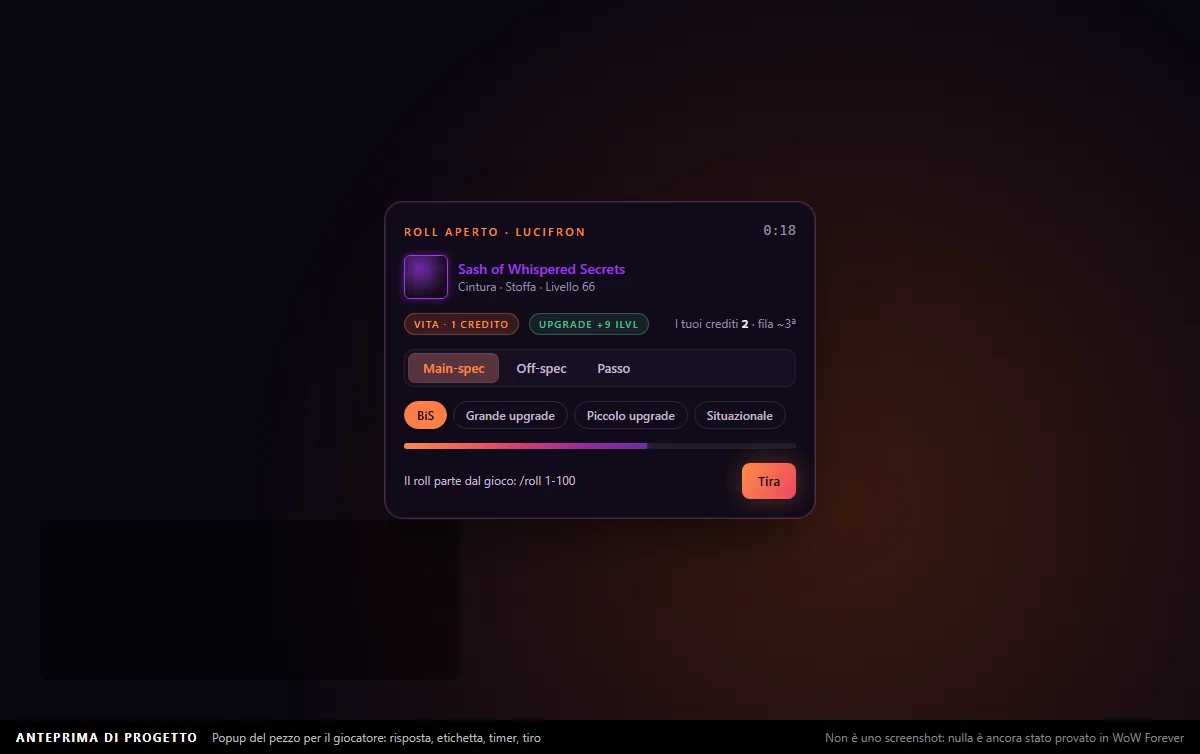 ROLL APERTO · LUCIFRON 0:18
Sash of Whispered Secrets
Cintura · Stoffa · Livello 66
VITA · 1 CREDITO UPGRADE +9 ILVL I tuoi crediti 2 · fila ~3ª
Main-spec Off-spec Passo
BiS Grande upgrade Piccolo upgrade Situazionale
Il roll parte dal gioco: /roll 1-100 Tira
ANTEPRIMA DI PROGETTO Popup del pezzo per il giocatore: risposta, etichetta, timer, tiro Non è uno screenshot: nulla è ancora stato provato in WoW Forever